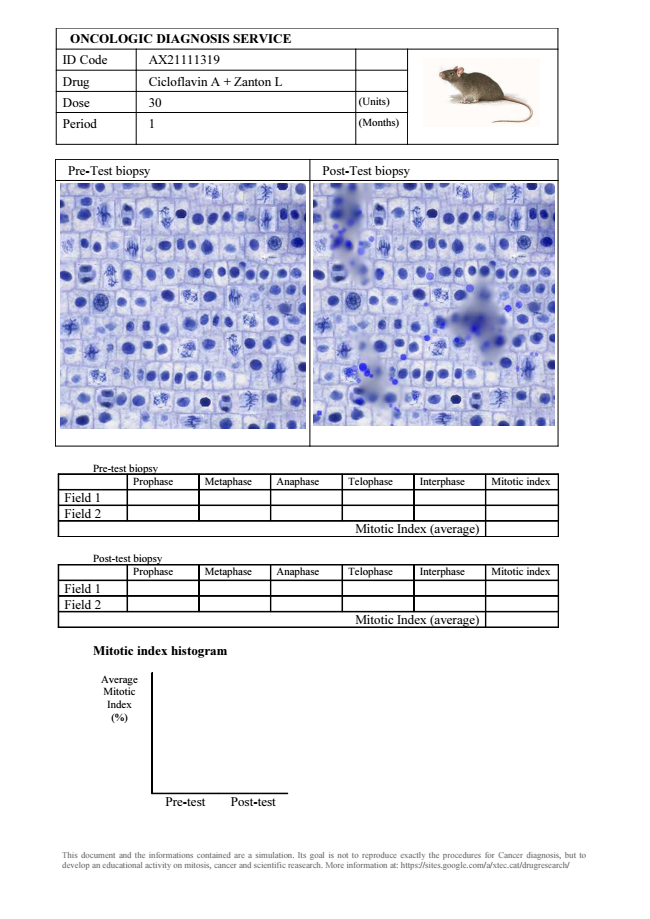 ONCOLOGIC DIAGNOSIS SERVICE
ID Code AX21111319
Drug Cicloflavin A + Zanton L
Dose 30 (Units)
Period 1 (Months)
Pre-Test biopsy Post-Test biopsy
Pre-test biopsy
Prophase Metaphase Anaphase Telophase Interphase Mitotic index
Field 1
Field 2
Mitotic Index (average)
Post-test biopsy
Prophase Metaphase Anaphase Telophase Interphase Mitotic index
Field 1
Field 2
Mitotic Index (average)
Mitotic index histogram
Average
Mitotic
Index
(%)
Pre-test Post-test
This document and the informations contained are a simulation. Its goal is not to reproduce exactly the procedures for Cancer diagnosis, but to
develop an educational activity on mitosis, cancer and scientific reasearch. More information at: https://sites.google.com/a/xtec.cat/drugresearch/